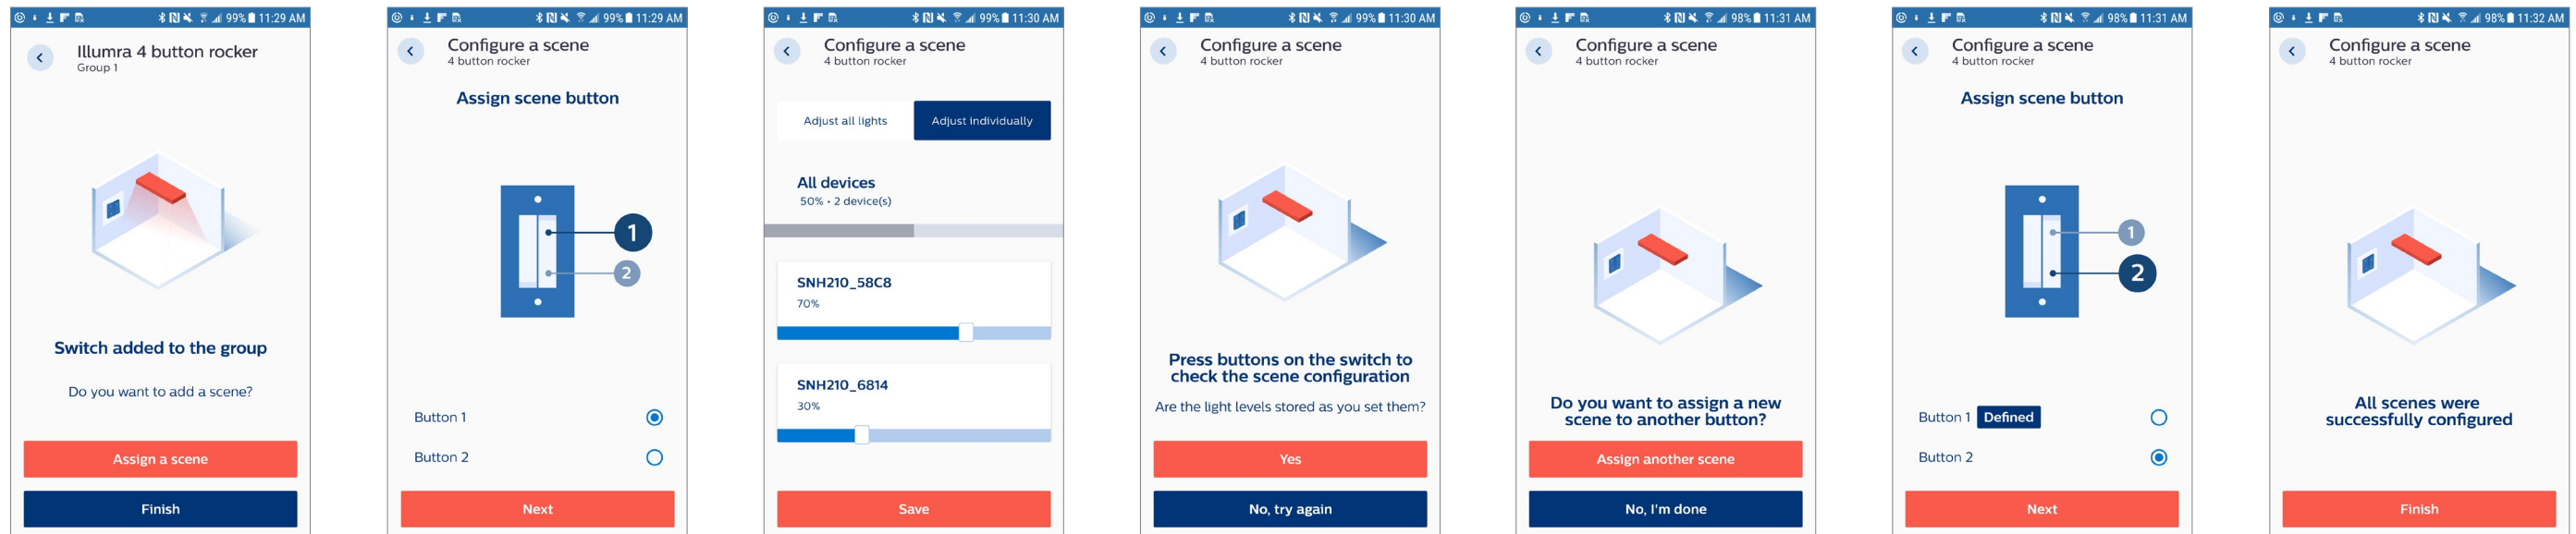 99% 11:29 AM
Illumra 4 button rocker
Group 1
Switch added to the group
Do you want to add a scene?
Assign a scene
Finish
99% 11:29 AM
Configure a scene
4 button rocker
Assign scene button
1
2
Button 1
Button 2
Next
99% 11:30 AM
Configure a scene
4 button rocker
Adjust all lights
Adjust individually
All devices
50% • 2 device(s)
SNH210_58C8
70%
SNH210_6814
30%
Save
99% 11:30 AM
Configure a scene
4 button rocker
Press buttons on the switch to
check the scene configuration
Are the light levels stored as you set them?
Yes
No, try again
98% 11:31 AM
Configure a scene
4 button rocker
Do you want to assign a new
scene to another button?
Assign another scene
No, I'm done
98% 11:31 AM
Configure a scene
4 button rocker
Assign scene button
1
2
Button 1 Defined
Button 2
Next
98% 11:32 AM
Configure a scene
4 button rocker
All scenes were
successfully configured
Finish